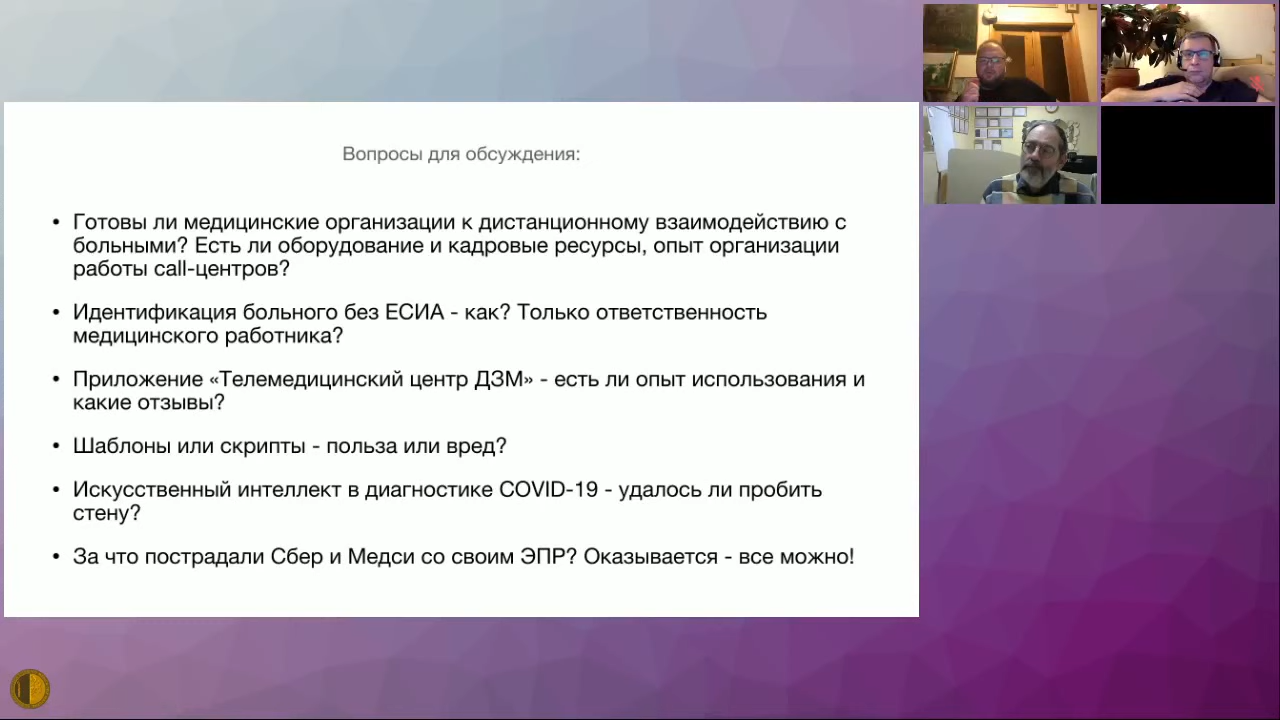 Вопросы для обсуждения:
• Готовы ли медицинские организации к дистанционному взаимодействию с
больными? Есть ли оборудование и кадровые ресурсы, опыт организации
работы call-центров?
• Идентификация больного без ЕСИА - как? Только ответственность
медицинского работника?
• Приложение «Телемедицинский центр ДЗМ» - есть ли опыт использования и
какие отзывы?
• Шаблоны или скрипты - польза или вред?
• Искусственный интеллект в диагностике COVID-19 - удалось ли пробить
стену?
• За что пострадали Сбер и Медси со своим ЭПР? Оказывается - все можно!